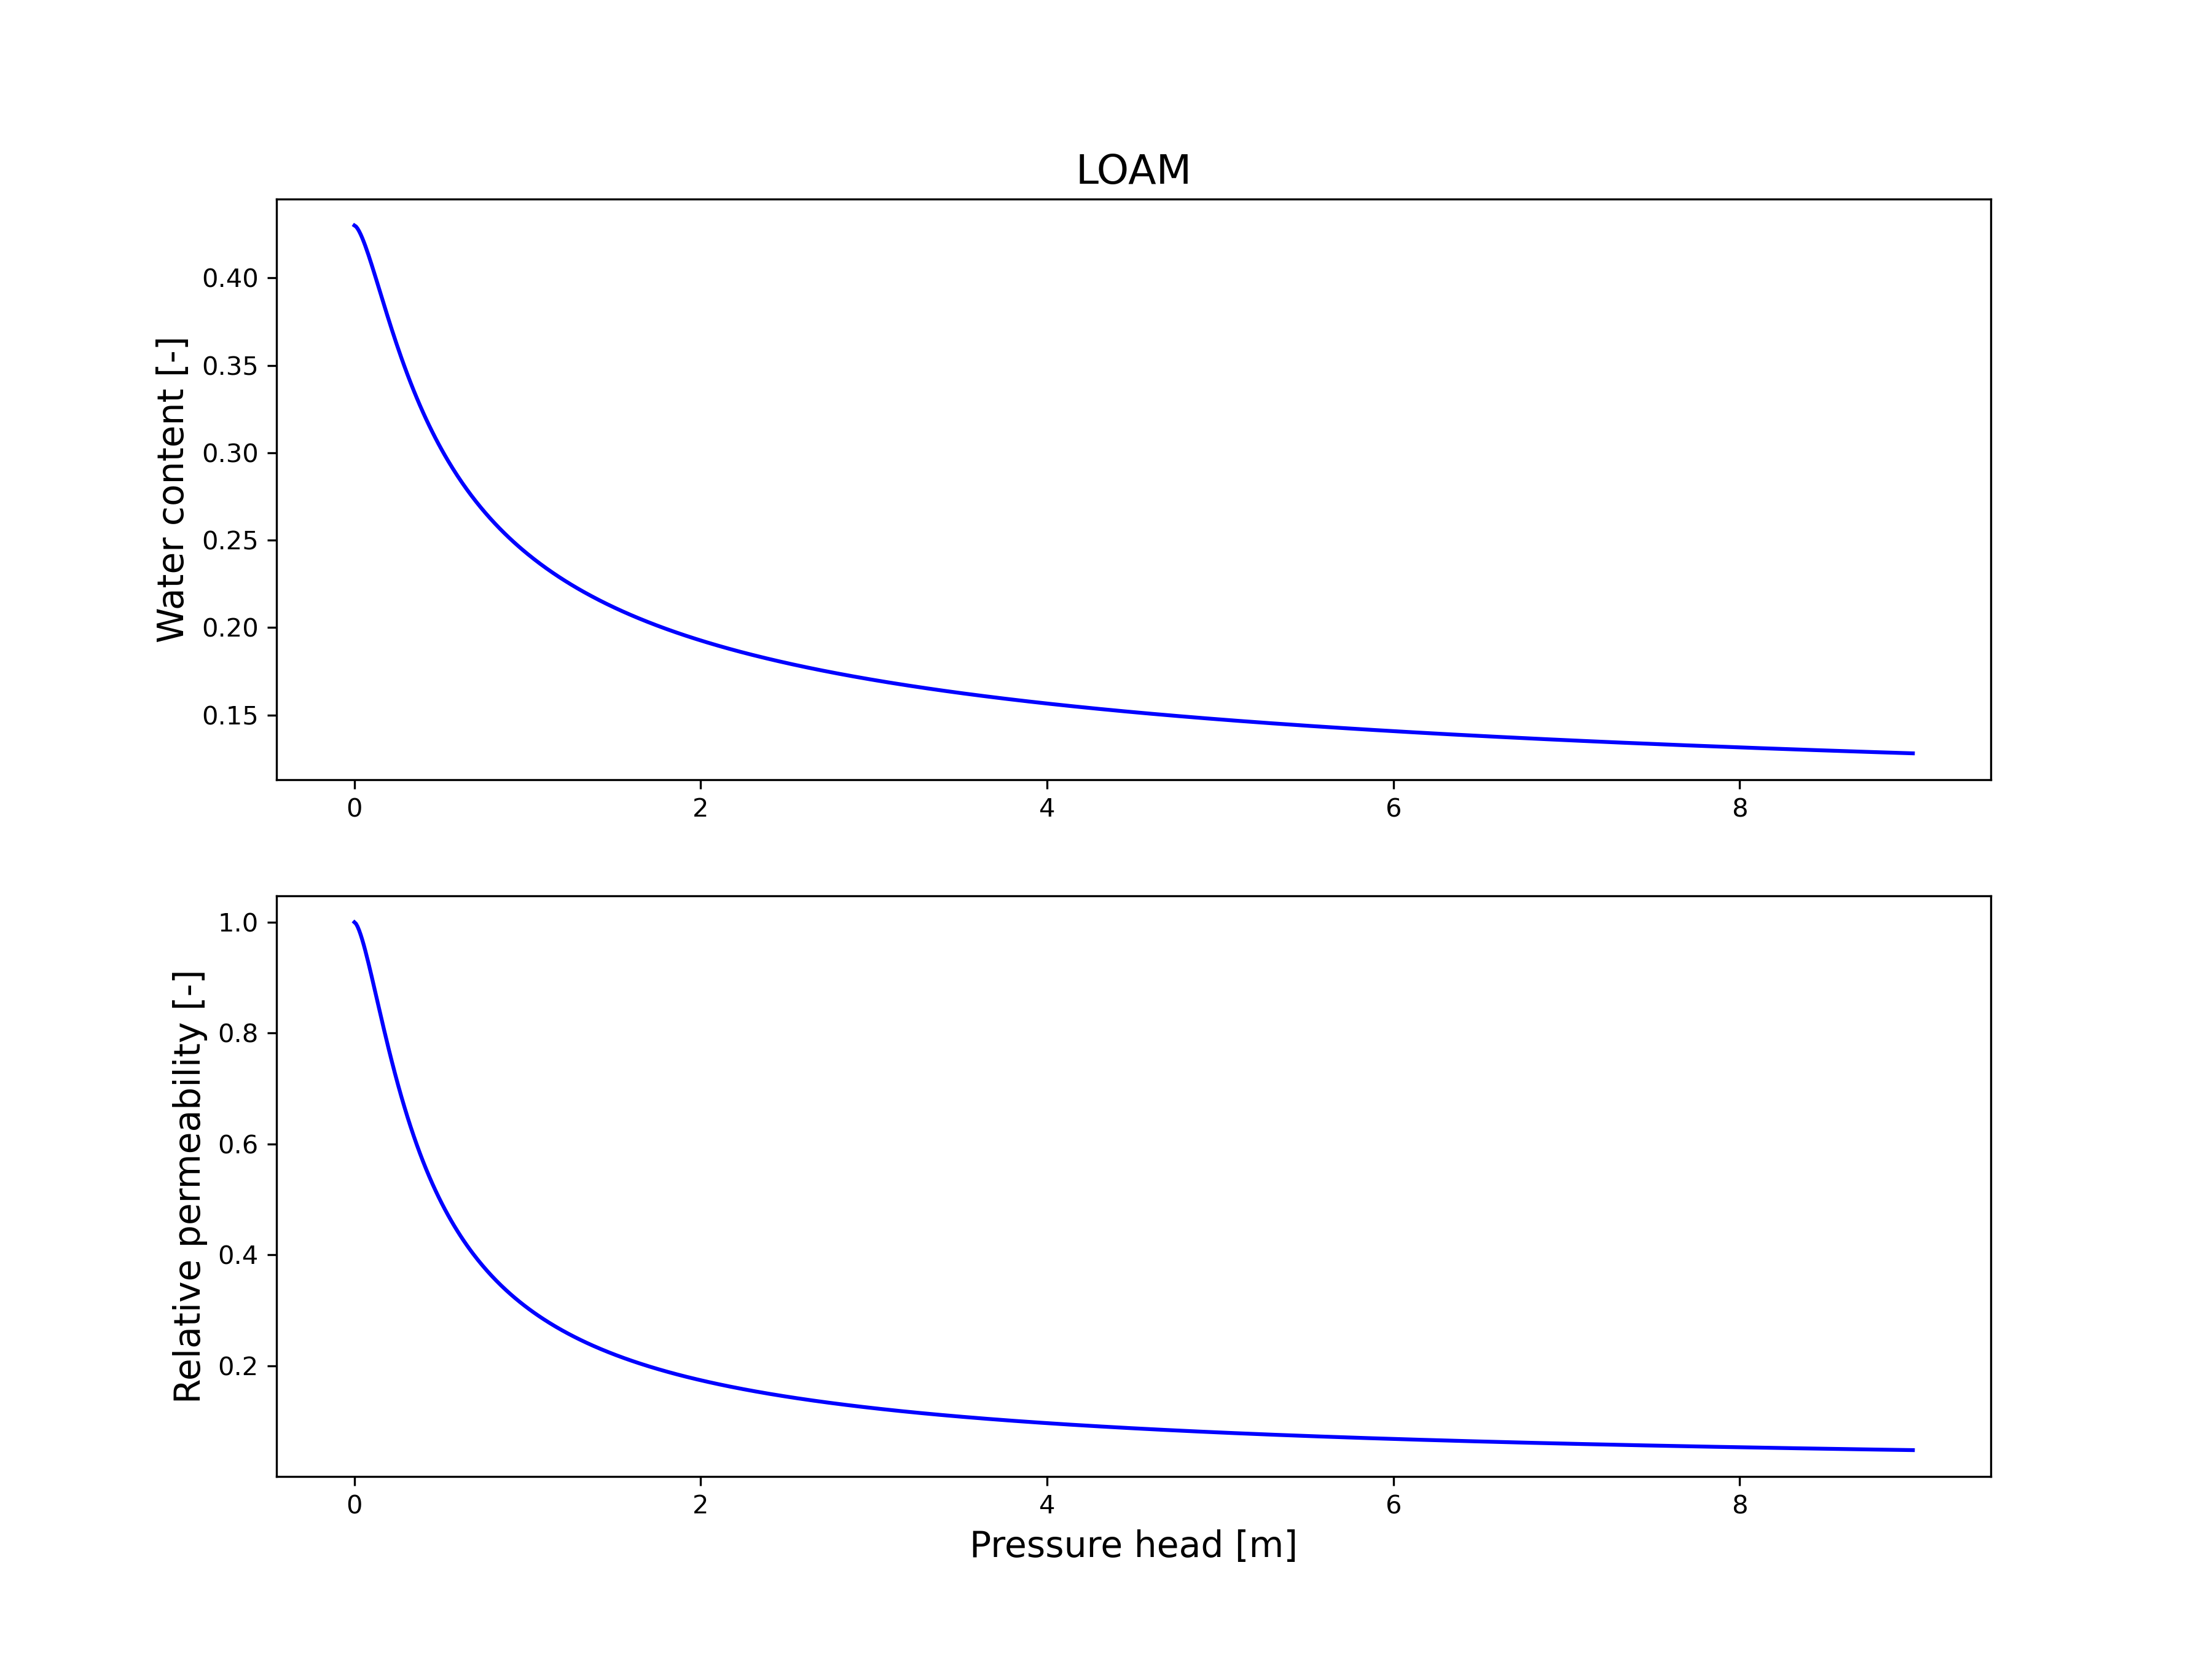 LOAM
Water content [-]
0.40
0.35
0.30
0.25
0.20
0.15
0 2 4 6 8
Relative permeability [-]
1.0
0.8
0.6
0.4
0.2
0 2 4 6 8
Pressure head [m]